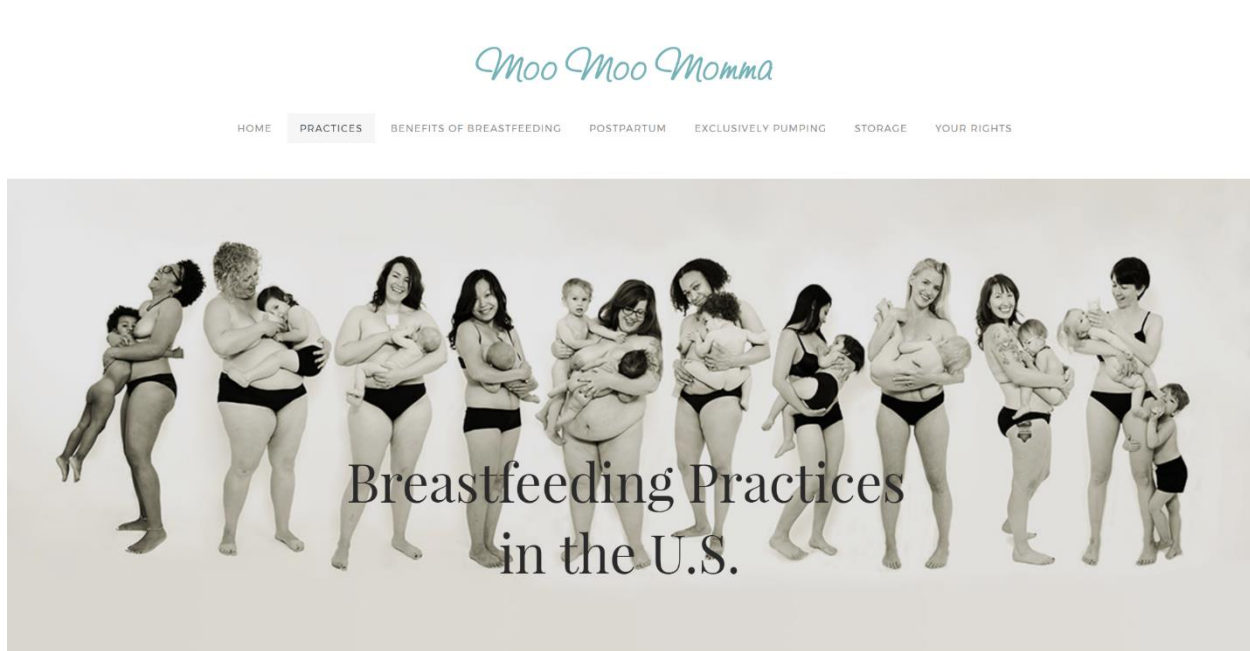 Moo Moo Momma
HOME PRACTICES BENEFITS OF BREASTFEEDING POSTPARTUM EXCLUSIVELY PUMPING STORAGE YOUR RIGHTS
Breastfeeding Practices
in the U.S.